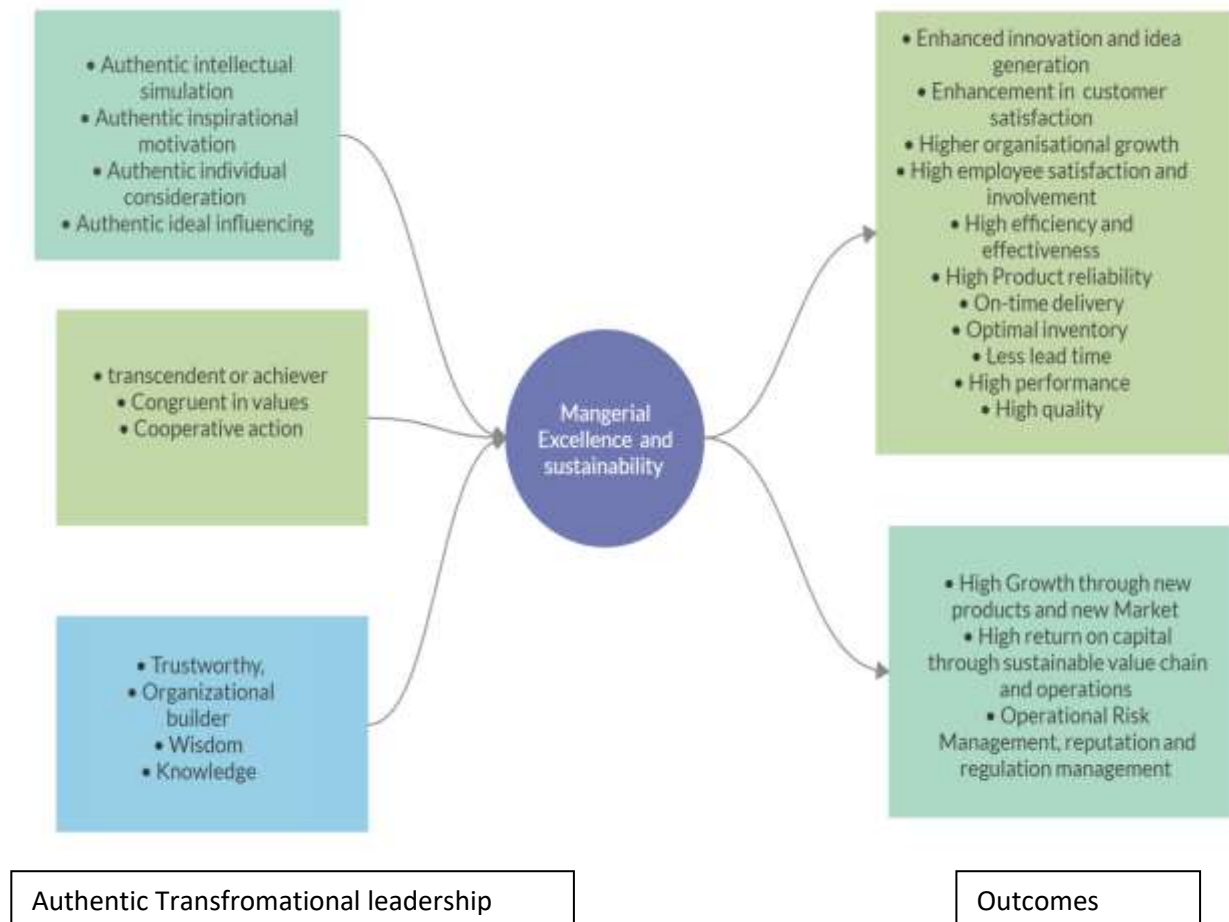 • Authentic intellectual
simulation
• Authentic inspirational
motivation
• Authentic individual
consideration
• Authentic ideal influencing
• transcendent or achiever
• Congruent in values
• Cooperative action
• Trustworthy,
• Organizational
builder
• Wisdom
• Knowledge
Mangerial
Excellence and
sustainability
• Enhanced innovation and idea
generation
• Enhancement in customer
satisfaction
• Higher organisational growth
• High employee satisfaction and
involvement
• High efficiency and
effectiveness
• High Product reliability
• On-time delivery
• Optimal inventory
• Less lead time
• High performance
• High quality
• High Growth through new
products and new Market
• High return on capital
through sustainable value chain
and operations
• Operational Risk
Management, reputation and
regulation management
Authentic Transfromational leadership
Outcomes